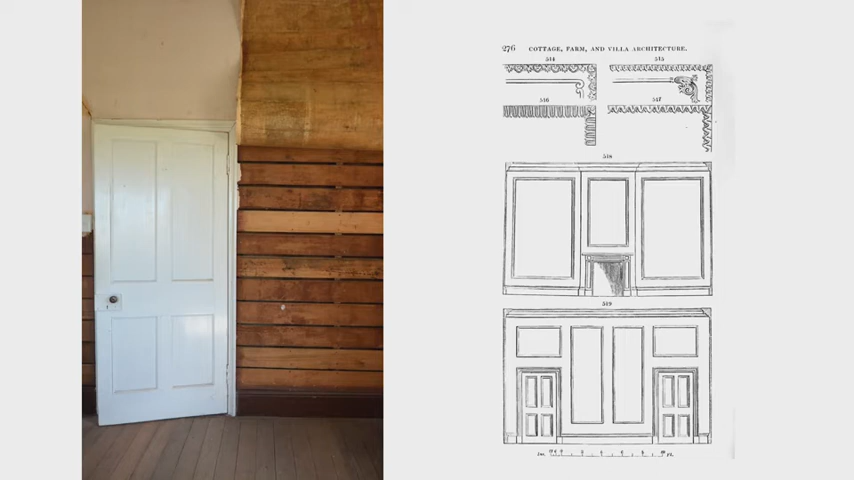 276 COTTAGE, FARM, AND VILLA ARCHITECTURE.
514 515
516 517
518
519